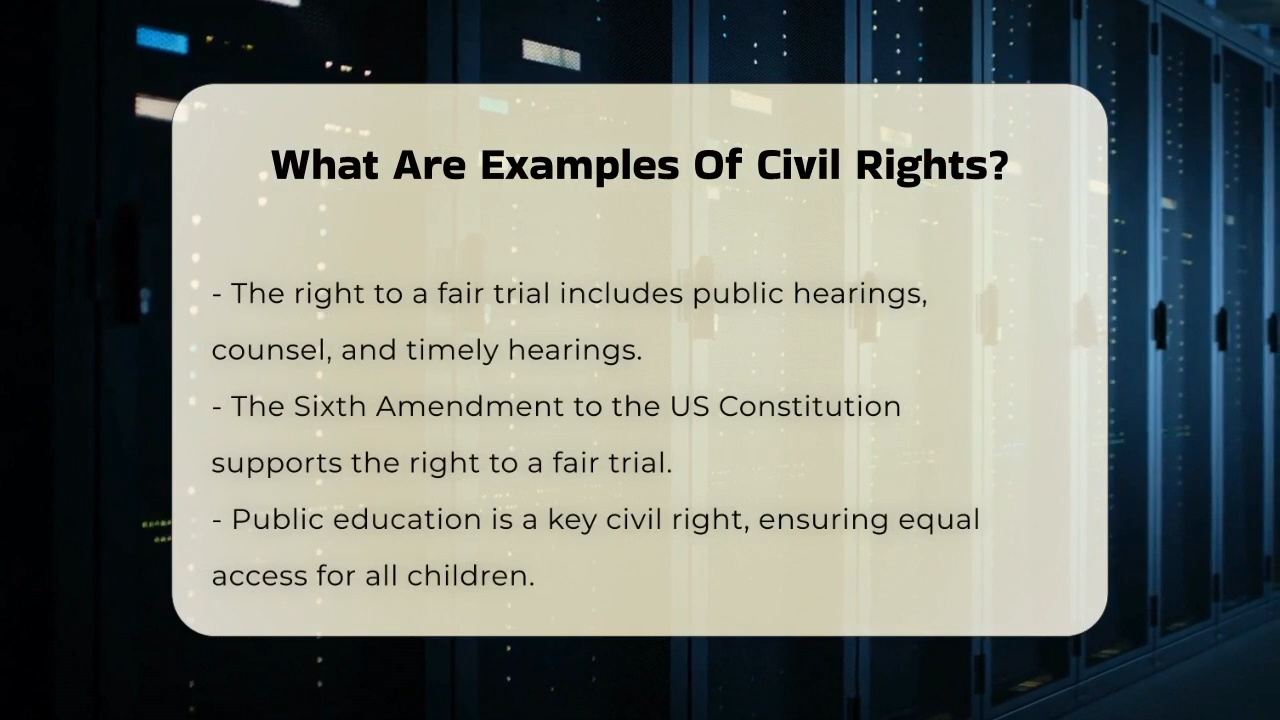 What Are Examples Of Civil Rights?
- The right to a fair trial includes public hearings,
counsel, and timely hearings.
- The Sixth Amendment to the US Constitution
supports the right to a fair trial.
- Public education is a key civil right, ensuring equal
access for all children.